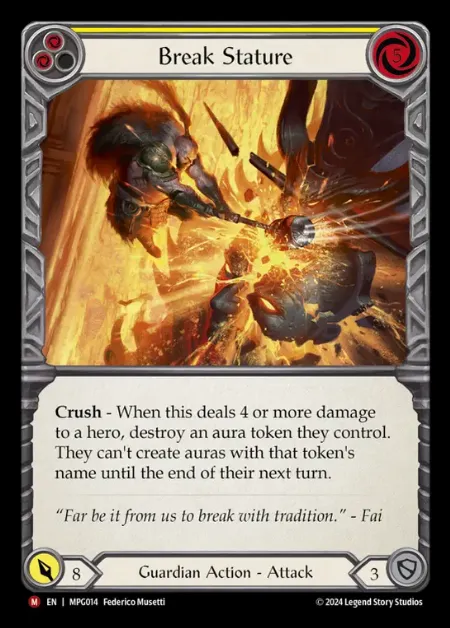 Break Stature
5
Crush - When this deals 4 or more damage
to a hero, destroy an aura token they control.
They can't create auras with that token's
name until the end of their next turn.
“Far be it from us to break with tradition.” - Fai
8
Guardian Action - Attack
3
M EN | MPG014 Federico Musetti
© 2024 Legend Story Studios